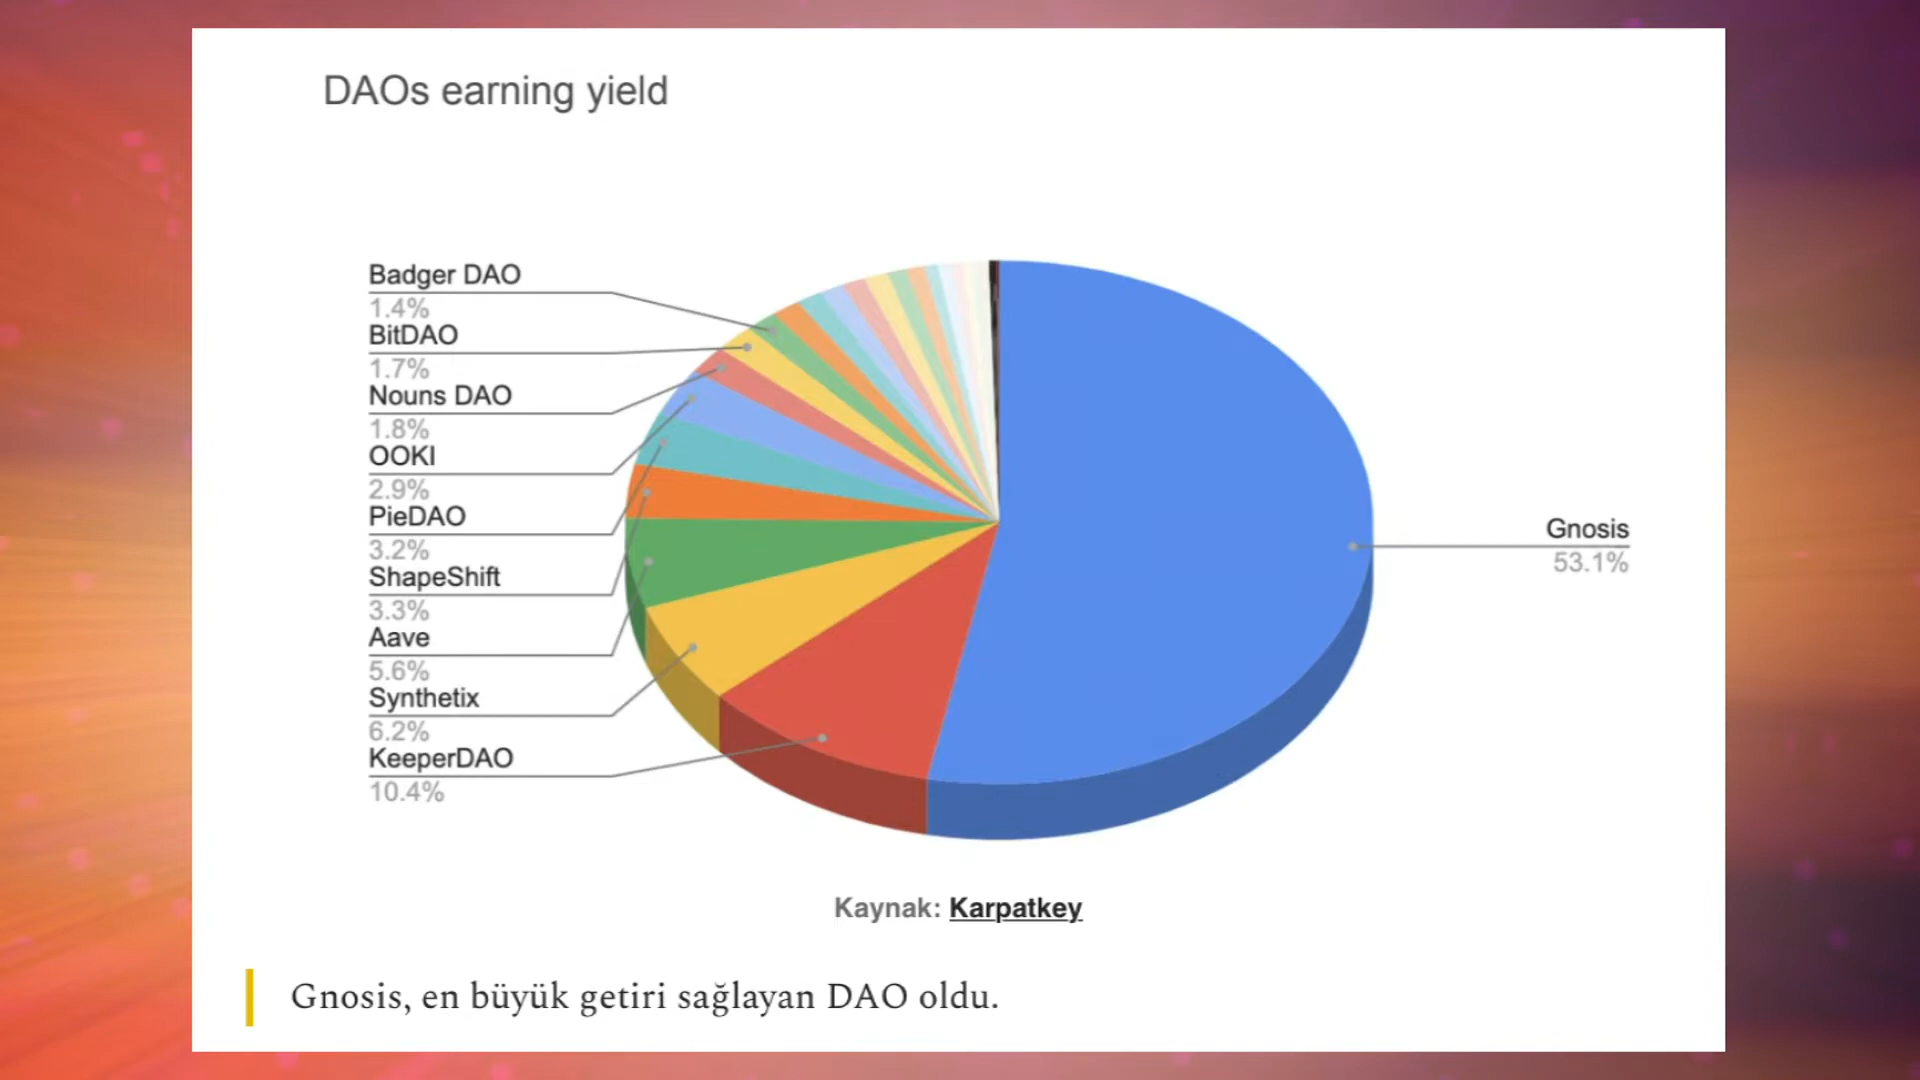 DAOs earning yield
Badger DAO
1.4%
BitDAO
1.7%
Nouns DAO
1.8%
OOKI
2.9%
PieDAO
3.2%
ShapeShift
3.3%
Aave
5.6%
Synthetix
6.2%
KeeperDAO
10.4%
Gnosis
53.1%
Kaynak: Karpatkey
Gnosis, en büyük getiri sağlayan DAO oldu.